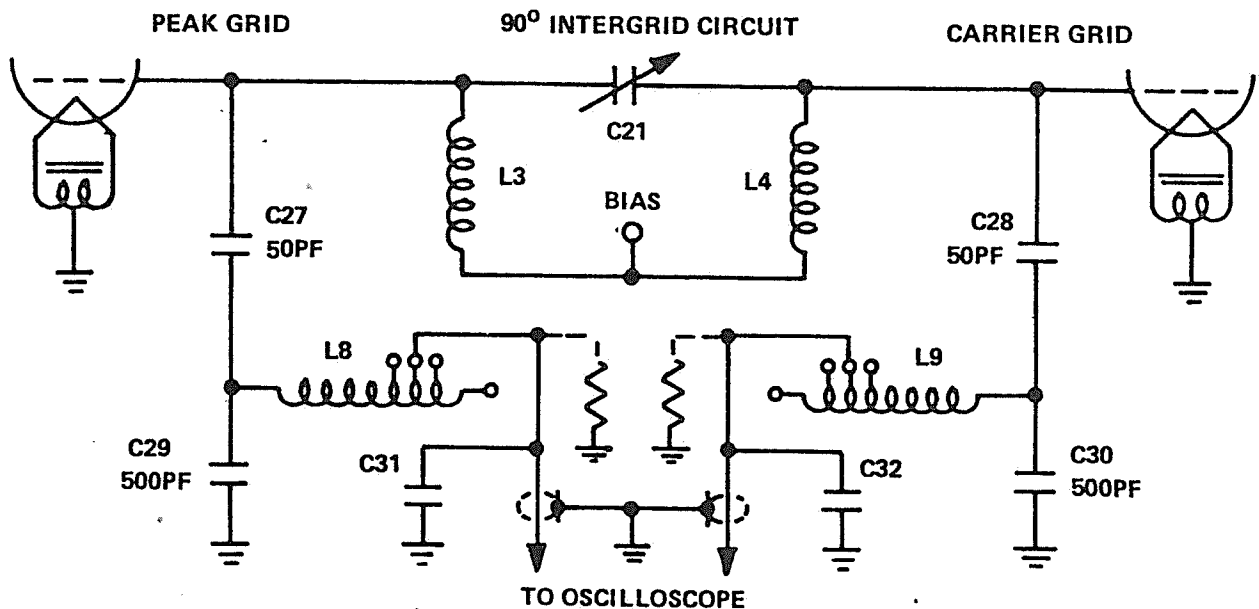 PEAK GRID
90° INTERGRID CIRCUIT
CARRIER GRID
C21
L3
L4
BIAS
C27
50PF
C28
50PF
L8
L9
C29
500PF
C31
C32
C30
500PF
TO OSCILLOSCOPE